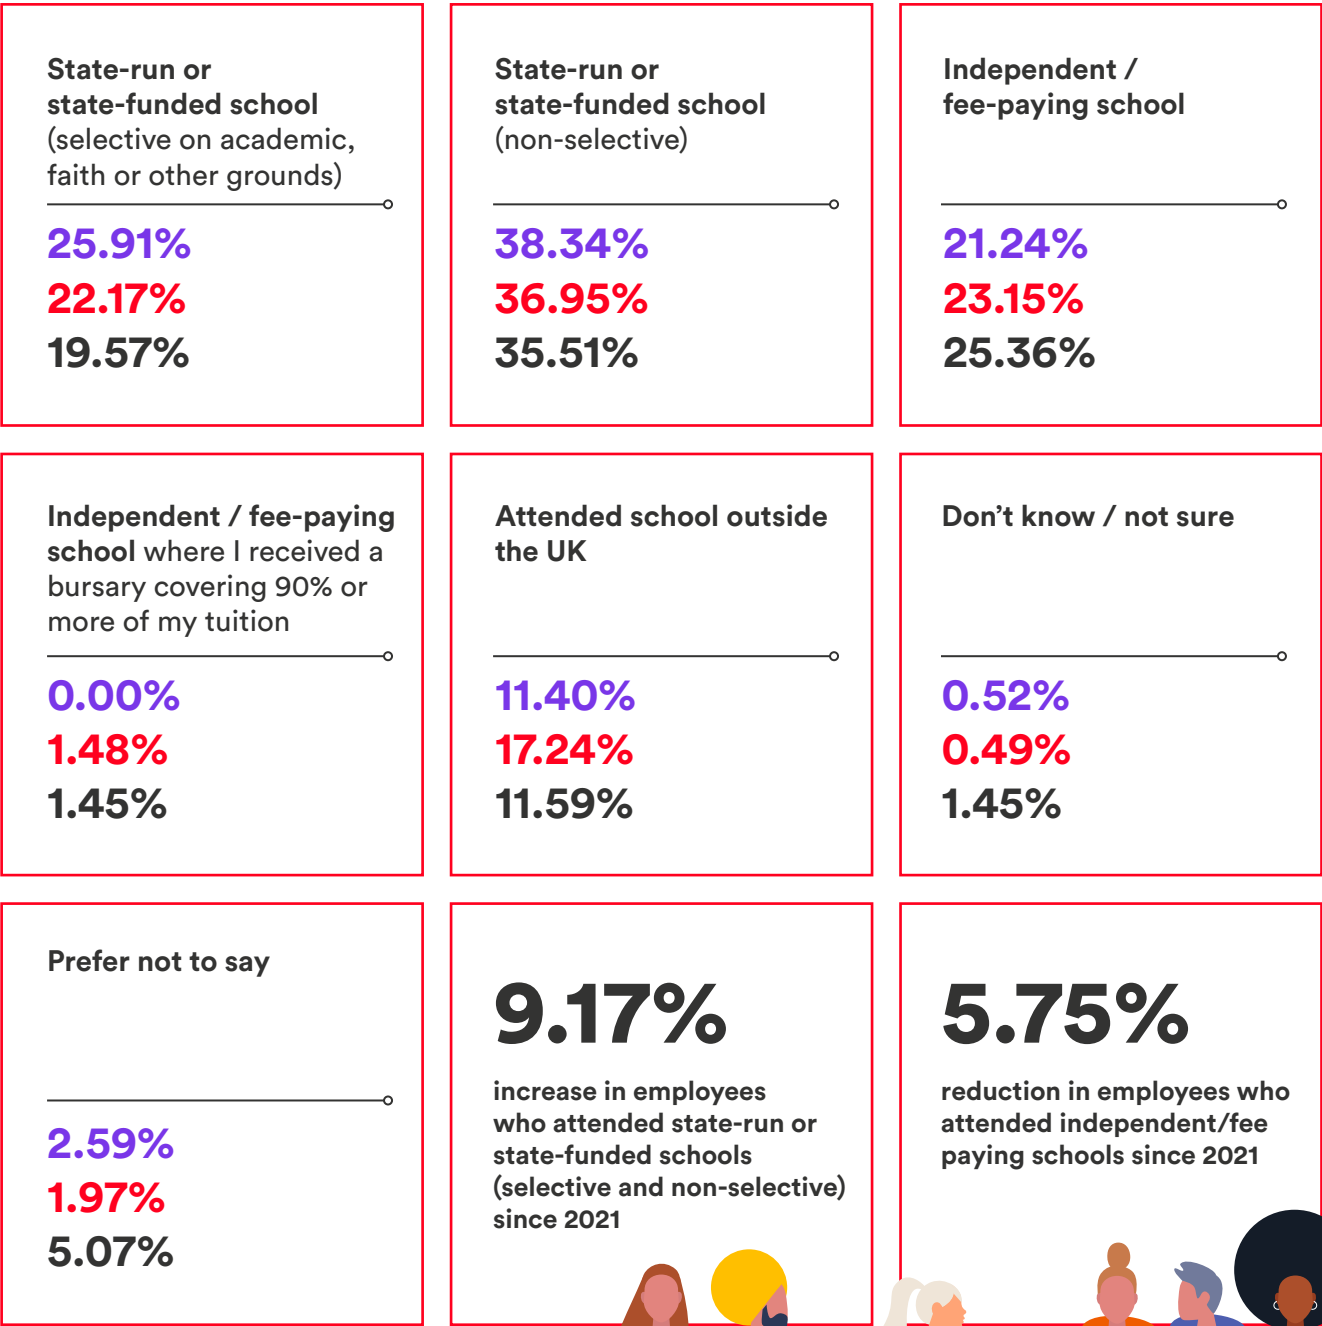 State-run or
state-funded school
(selective on academic,
faith or other grounds)
25.91%
22.17%
19.57%
State-run or
state-funded school
(non-selective)
38.34%
36.95%
35.51%
Independent /
fee-paying school
21.24%
23.15%
25.36%
Independent / fee-paying
school where I received a
bursary covering 90% or
more of my tuition
0.00%
1.48%
1.45%
Attended school outside
the UK
11.40%
17.24%
11.59%
Don’t know / not sure
0.52%
0.49%
1.45%
Prefer not to say
2.59%
1.97%
5.07%
9.17%
increase in employees
who attended state-run or
state-funded schools
(selective and non-selective)
since 2021
5.75%
reduction in employees who
attended independent/fee
paying schools since 2021